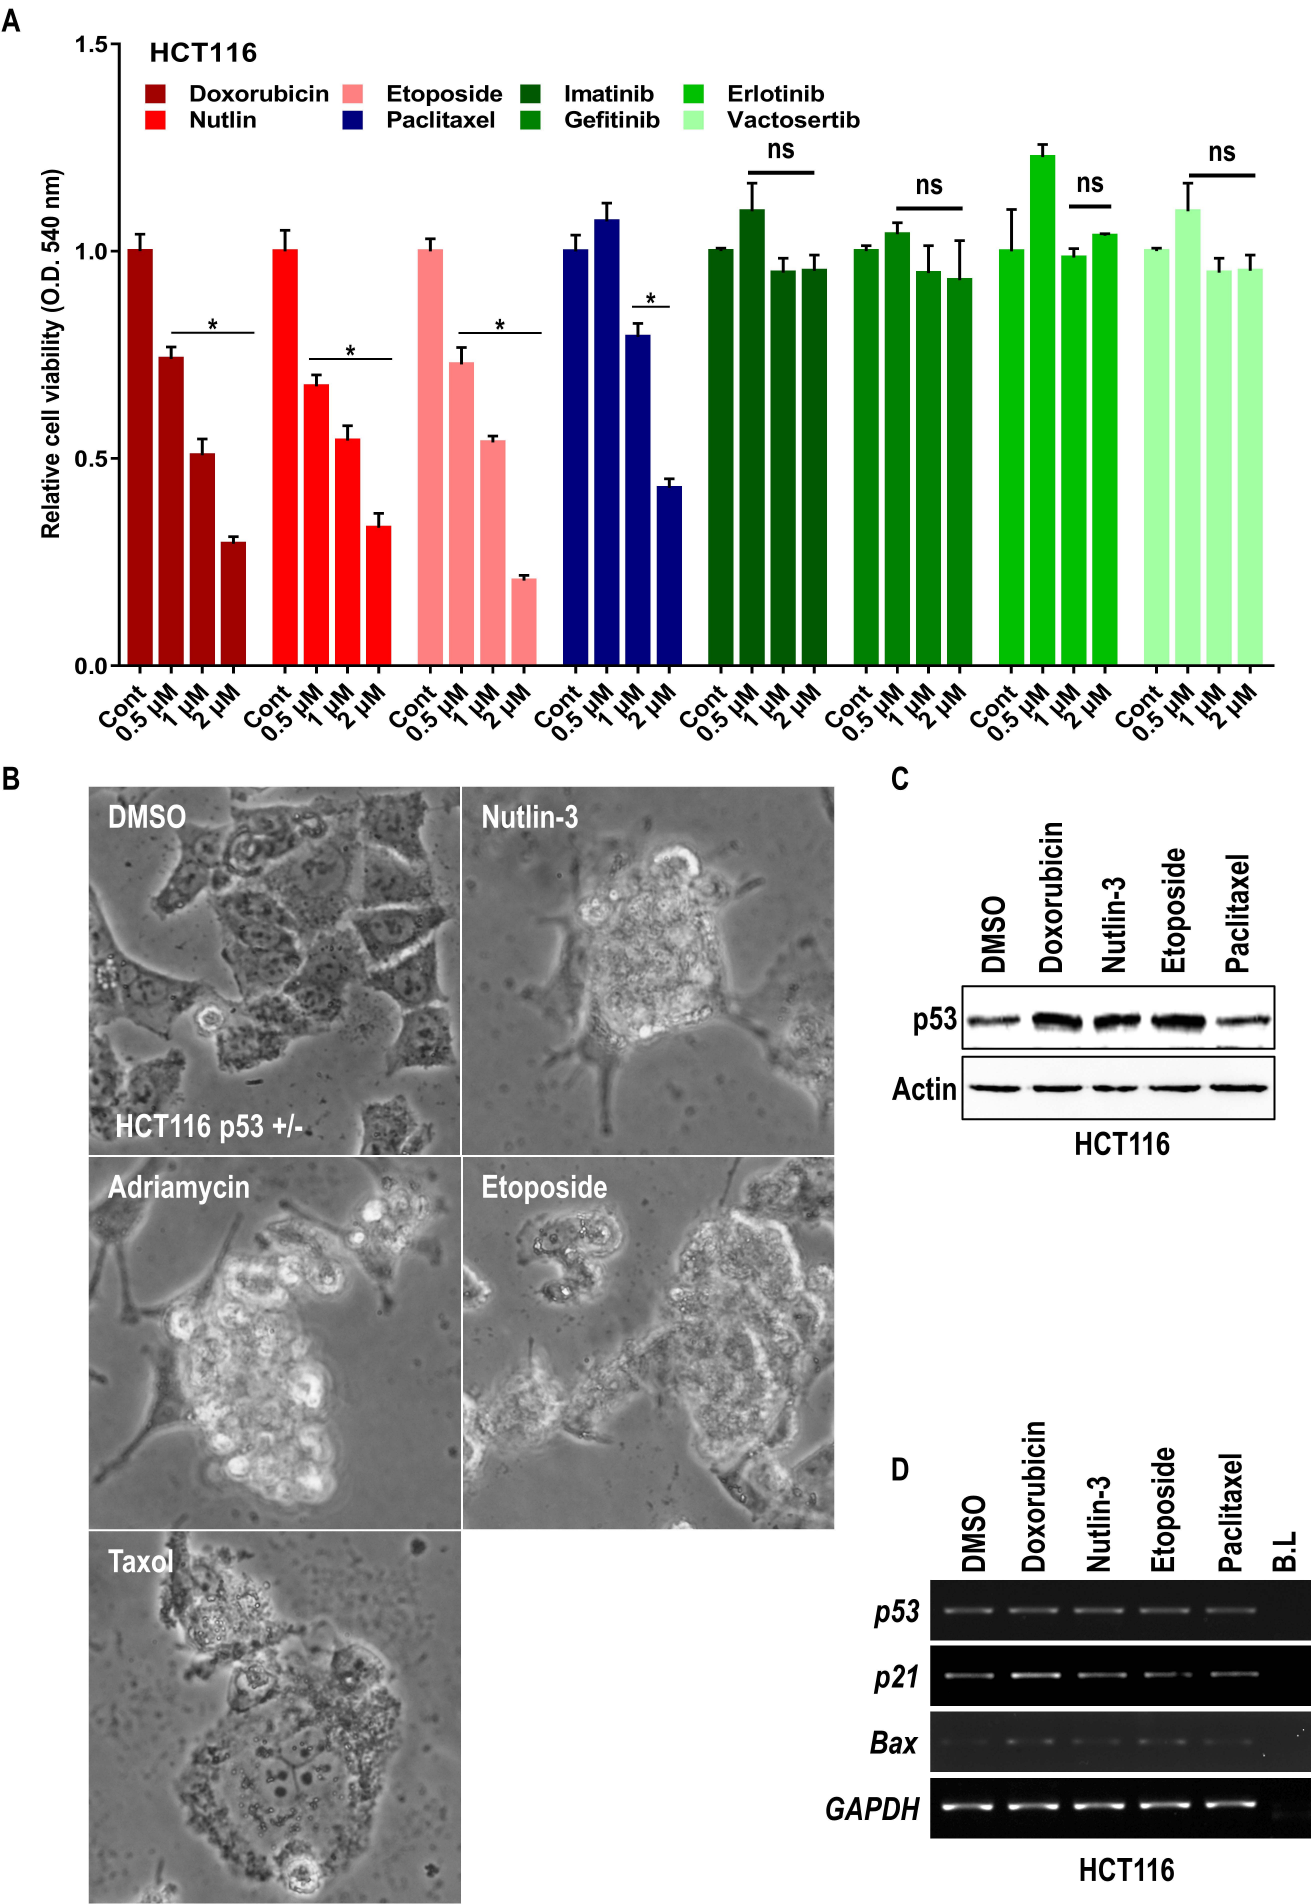 A
1.5
HCT116
Doxorubicin Etoposide Imatinib Erlotinib
Nutlin Paclitaxel Gefitinib Vactosertib
Relative cell viability (O.D. 540 nm)
1.0
0.5
0.0
* * * * ns ns ns ns
Cont 0.5 µM 1 µM 2 µM Cont 0.5 µM 1 µM 2 µM Cont 0.5 µM 1 µM 2 µM Cont 0.5 µM 1 µM 2 µM Cont 0.5 µM 1 µM 2 µM Cont 0.5 µM 1 µM 2 µM Cont 0.5 µM 1 µM 2 µM Cont 0.5 µM 1 µM 2 µM
B
DMSO
HCT116 p53 +/-
Nutlin-3
Adriamycin
Etoposide
Taxol
C
DMSO
Doxorubicin
Nutlin-3
Etoposide
Paclitaxel
p53
Actin
HCT116
D
DMSO
Doxorubicin
Nutlin-3
Etoposide
Paclitaxel
B.L
p53
p21
Bax
GAPDH
HCT116